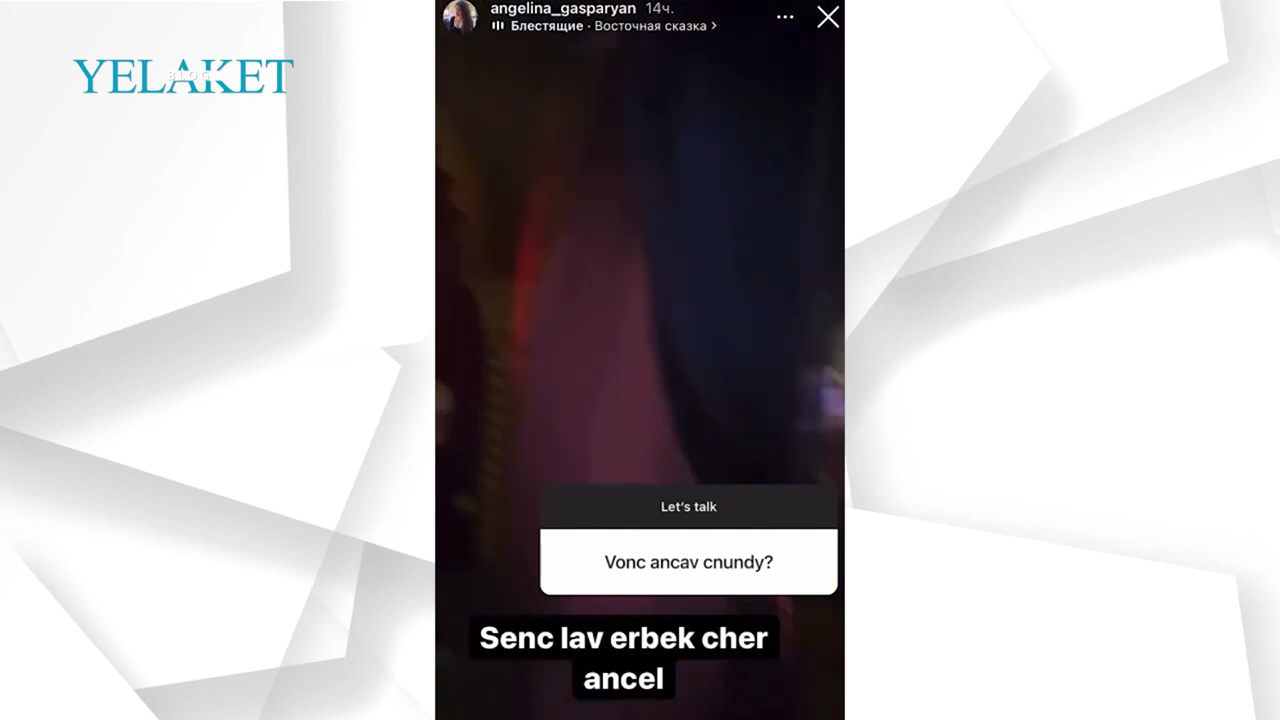 YELAKET
BLOG
angelina_gasparyan 14ч.
Блестящие · Восточная сказка >
Let's talk
Vonc ancav cnundy?
Senc lav erbek cher
ancel